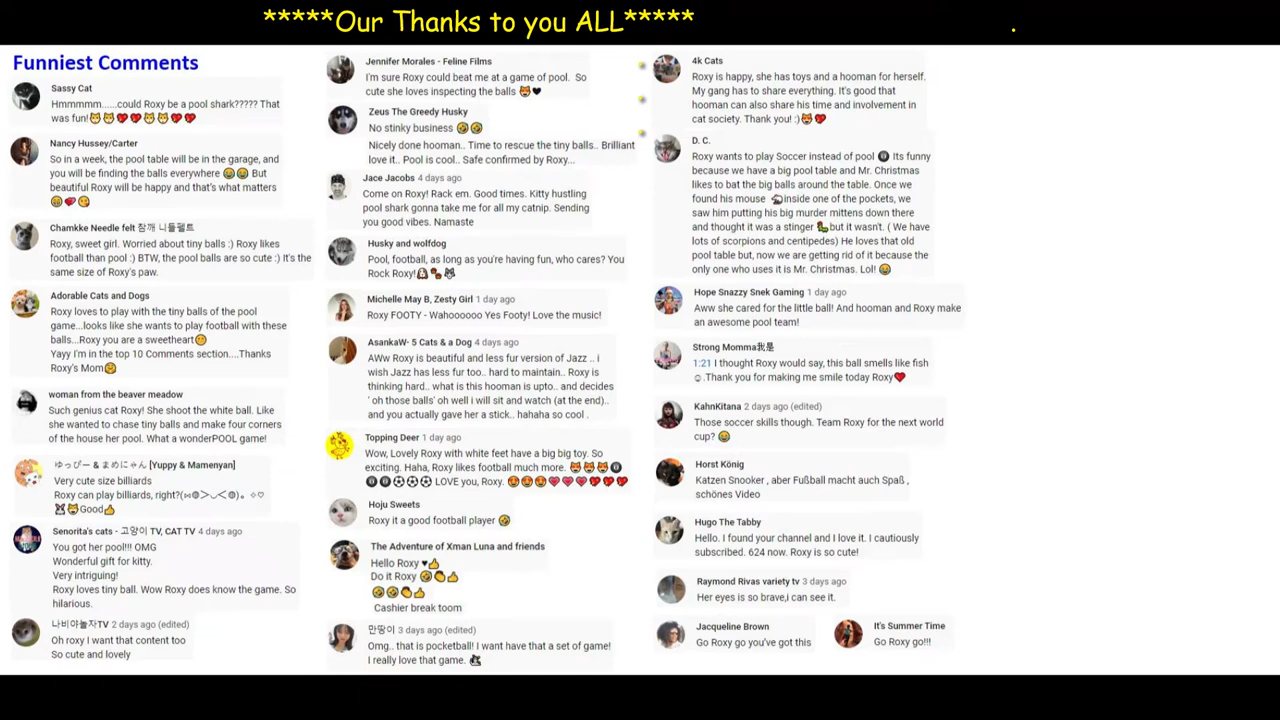 *****Our Thanks to you ALL*****
.
Funniest Comments
Sassy Cat
Hmmmmm......could Roxy be a pool shark????? That
was fun!🐱🐱❤️❤️🐱🐱❤️❤️
Nancy Hussey/Carter
So in a week, the pool table will be in the garage, and
you will be finding the balls everywhere 😂😂 But
beautiful Roxy will be happy and that's what matters
😁💕😘
Chamkke Needle felt 참깨 니들펠트
Roxy, sweet girl. Worried about tiny balls :) Roxy likes
football than pool :) BTW, the pool balls are so cute :) It's the
same size of Roxy's paw.
Adorable Cats and Dogs
Roxy loves to play with the tiny balls of the pool
game...looks like she wants to play football with these
balls...Roxy you are a sweetheart
Yayy I'm in the top 10 Comments section....Thanks
Roxy's Mom
woman from the beaver meadow
Such genius cat Roxy! She shoot the white ball. Like
she wanted to chase tiny balls and make four corners
of the house her pool. What a wonderPOOL game!
ゆっぴー & まめにゃん [Yuppy & Mamenyan]
Very cute size billiards
Roxy can play billiards, right?
Good👍
Senorita's cats - 고양이 TV, CAT TV 4 days ago
You got her pool!!! OMG
Wonderful gift for kitty.
Very intriguing!
Roxy loves tiny ball. Wow Roxy does know the game. So
hilarious.
나비야놀자TV 2 days ago (edited)
Oh roxy I want that content too
So cute and lovely
Jennifer Morales - Feline Films
I'm sure Roxy could beat me at a game of pool. So
cute she loves inspecting the balls 😻🖤
Zeus The Greedy Husky
No stinky business 🤣🤣
Nicely done hooman.. Time to rescue the tiny balls.. Brilliant
love it.. Pool is cool.. Safe confirmed by Roxy...
Jace Jacobs 4 days ago
Come on Roxy! Rack em. Good times. Kitty hustling
pool shark gonna take me for all my catnip. Sending
you good vibes. Namaste
Husky and wolfdog
Pool, football, as long as you're having fun, who cares? You
Rock Roxy!
Michelle May B, Zesty Girl 1 day ago
Roxy FOOTY - Wahooooo Yes Footy! Love the music!
AsankaW- 5 Cats & a Dog 4 days ago
AWw Roxy is beautiful and less fur version of Jazz .. i
wish Jazz has less fur too.. hard to maintain.. Roxy is
thinking hard.. what is this hooman is upto.. and decides
' oh those balls' oh well i will sit and watch (at the end)..
and you actually gave her a stick.. hahaha so cool .
Topping Deer 1 day ago
Wow, Lovely Roxy with white feet have a big big toy. So
exciting. Haha, Roxy likes football much more. 😻😻😻🎱
🎱🎱⚽⚽⚽ LOVE you, Roxy. 🥰🥰🥰💗💗💗❤️❤️❤️
Hoju Sweets
Roxy it a good football player 🤣
The Adventure of Xman Luna and friends
Hello Roxy ♥👍
Do it Roxy 🤣👏👍
🤣🤣👏👍
Cashier break toom
만땅이 3 days ago (edited)
Omg.. that is pocketball! I want have that a set of game!
I really love that game.
4k Cats
Roxy is happy, she has toys and a hooman for herself.
My gang has to share everything. It's good that
hooman can also share his time and involvement in
cat society. Thank you! :)😻❤️
D. C.
Roxy wants to play Soccer instead of pool 🎱 Its funny
because we have a big pool table and Mr. Christmas
likes to bat the big balls around the table. Once we
found his mouse 🐁inside one of the pockets, we
saw him putting his big murder mittens down there
and thought it was a stinger 🐛but it wasn't. ( We have
lots of scorpions and centipedes) He loves that old
pool table but, now we are getting rid of it because the
only one who uses it is Mr. Christmas. Lol! 😂
Hope Snazzy Snek Gaming 1 day ago
Aww she cared for the little ball! And hooman and Roxy make
an awesome pool team!
Strong Momma我是
1:21 I thought Roxy would say, this ball smells like fish
☺.Thank you for making me smile today Roxy❤️
KahnKitana 2 days ago (edited)
Those soccer skills though. Team Roxy for the next world
cup? 😂
Horst König
Katzen Snooker , aber Fußball macht auch Spaß ,
schönes Video
Hugo The Tabby
Hello. I found your channel and I love it. I cautiously
subscribed. 624 now. Roxy is so cute!
Raymond Rivas variety tv 3 days ago
Her eyes is so brave,i can see it.
Jacqueline Brown
Go Roxy go you've got this
It's Summer Time
Go Roxy go!!!